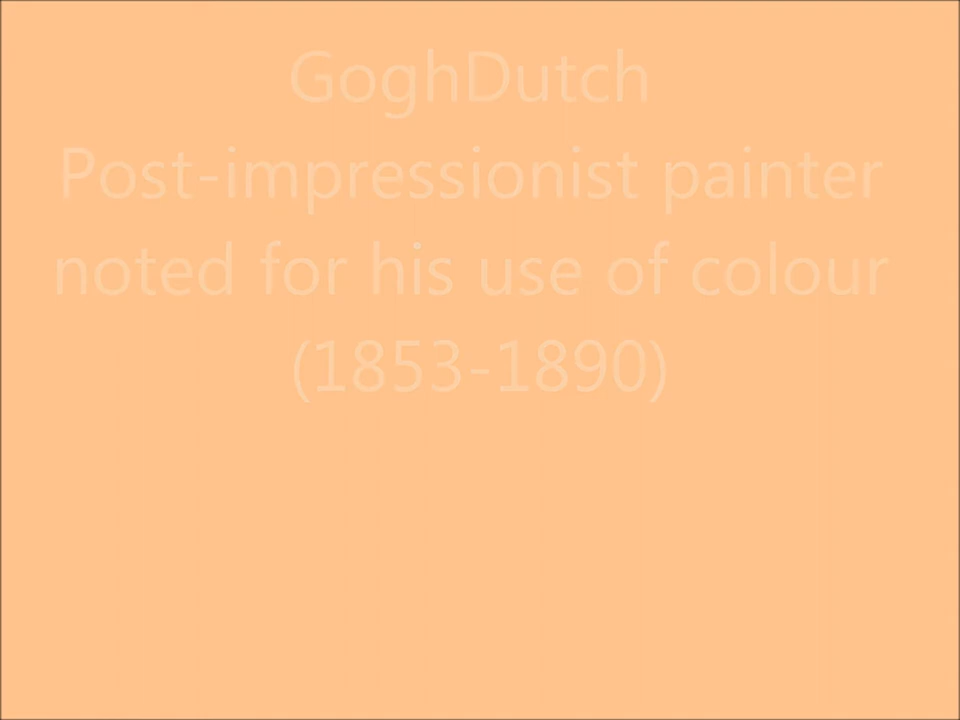 GoghDutch
Post-impressionist painter
noted for his use of colour
(1853-1890)